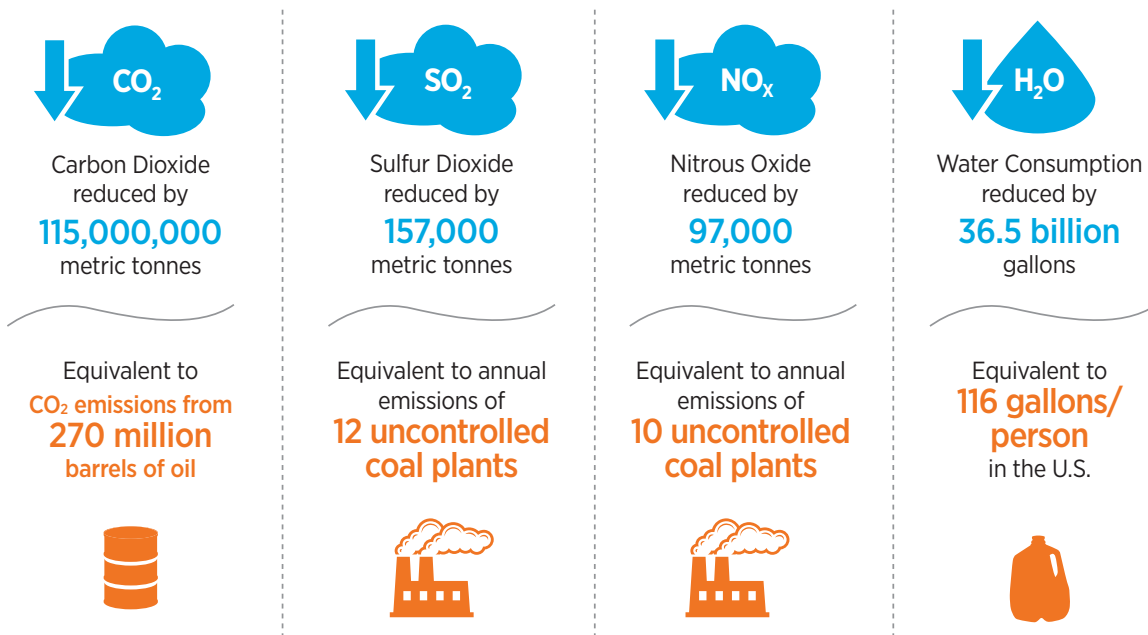 CO₂
Carbon Dioxide
reduced by
115,000,000
metric tonnes
Equivalent to
CO₂ emissions from
270 million
barrels of oil
SO₂
Sulfur Dioxide
reduced by
157,000
metric tonnes
Equivalent to annual
emissions of
12 uncontrolled
coal plants
NOₓ
Nitrous Oxide
reduced by
97,000
metric tonnes
Equivalent to annual
emissions of
10 uncontrolled
coal plants
H₂O
Water Consumption
reduced by
36.5 billion
gallons
Equivalent to
116 gallons/
person
in the U.S.